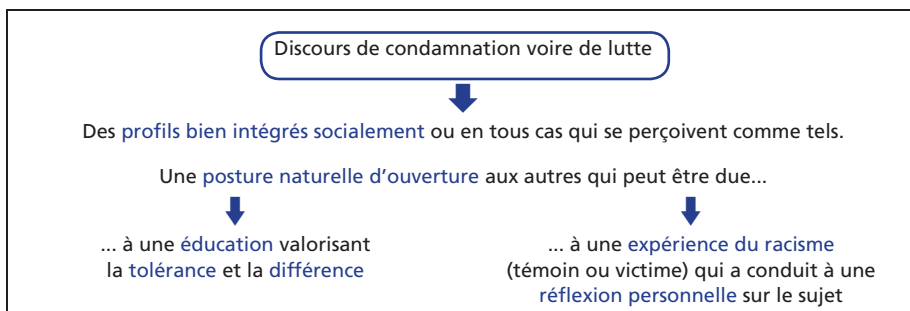 Discours de condamnation voire de lutte
Des profils bien intégrés socialement ou en tous cas qui se perçoivent comme tels.
Une posture naturelle d'ouverture aux autres qui peut être due...
... à une éducation valorisant
la tolérance et la différence
... à une expérience du racisme
(témoin ou victime) qui a conduit à une
réflexion personnelle sur le sujet